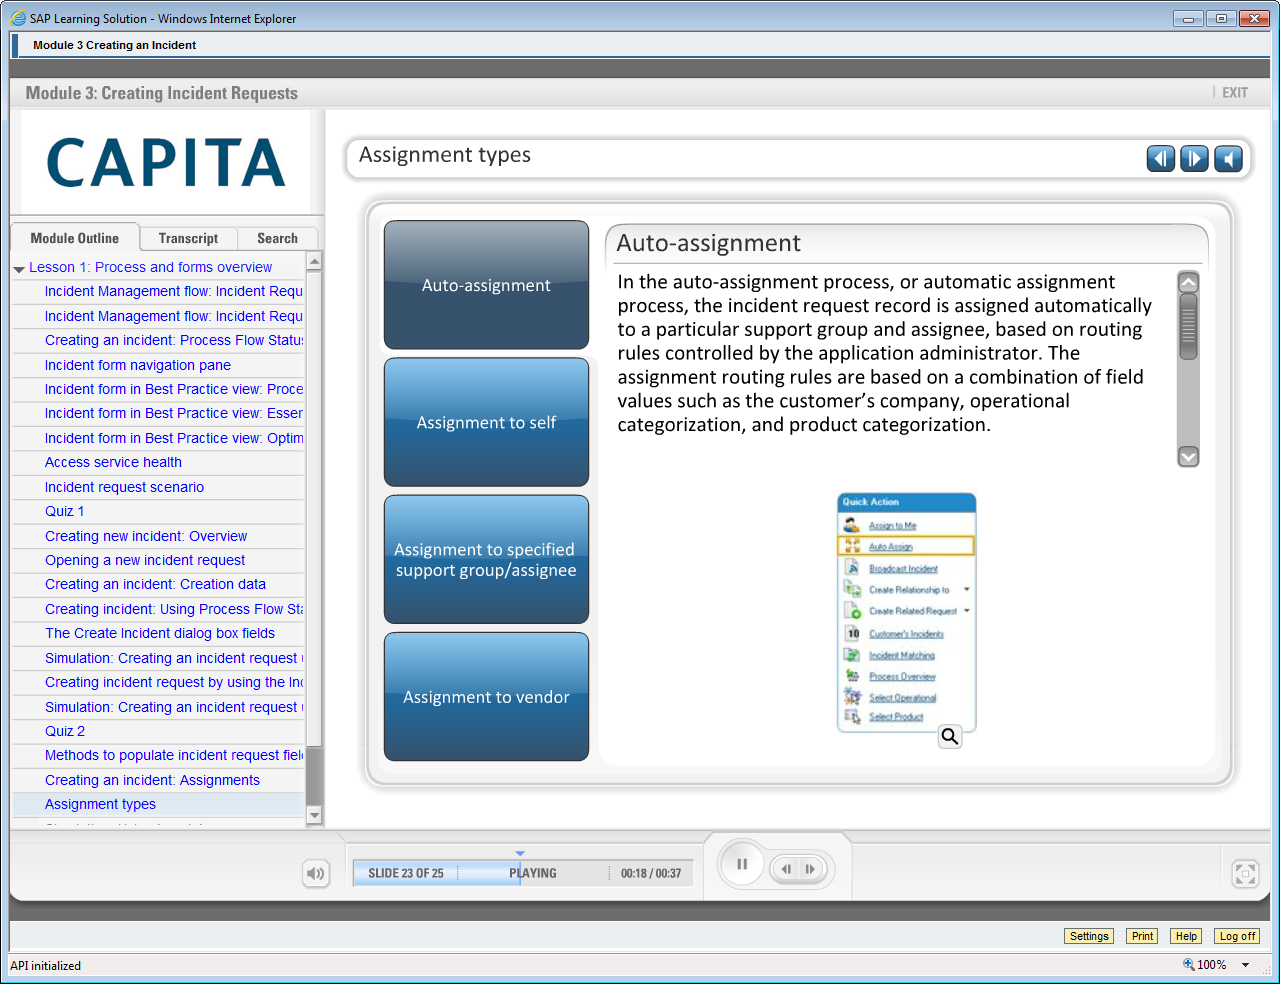 SAP Learning Solution - Windows Internet Explorer
Module 3 Creating an Incident
Module 3: Creating Incident Requests
EXIT
CAPITA
Module Outline
Transcript
Search
Lesson 1: Process and forms overview
Incident Management flow: Incident Requ
Incident Management flow: Incident Requ
Creating an incident: Process Flow Statu
Incident form navigation pane
Incident form in Best Practice view: Proce
Incident form in Best Practice view: Esser
Incident form in Best Practice view: Optim
Access service health
Incident request scenario
Quiz 1
Creating new incident: Overview
Opening a new incident request
Creating an incident: Creation data
Creating incident: Using Process Flow Sta
The Create Incident dialog box fields
Simulation: Creating an incident request
Creating incident request by using the Inc
Simulation: Creating an incident request
Quiz 2
Methods to populate incident request fiel
Creating an incident: Assignments
Assignment types
Assignment types
Auto-assignment
Assignment to self
Assignment to specified
support group/assignee
Assignment to vendor
Auto-assignment
In the auto-assignment process, or automatic assignment
process, the incident request record is assigned automatically
to a particular support group and assignee, based on routing
rules controlled by the application administrator. The
assignment routing rules are based on a combination of field
values such as the customer's company, operational
categorization, and product categorization.
Quick Action
Assign to Me
Auto Assign
Broadcast Incident
Create Relationship to
Create Related Request
10 Customer's Incidents
Incident Matching
Process Overview
Select Operational
Select Product
SLIDE 23 OF 25
PLAYING
00:18 / 00:37
Settings
Print
Help
Log off
API initialized
100%